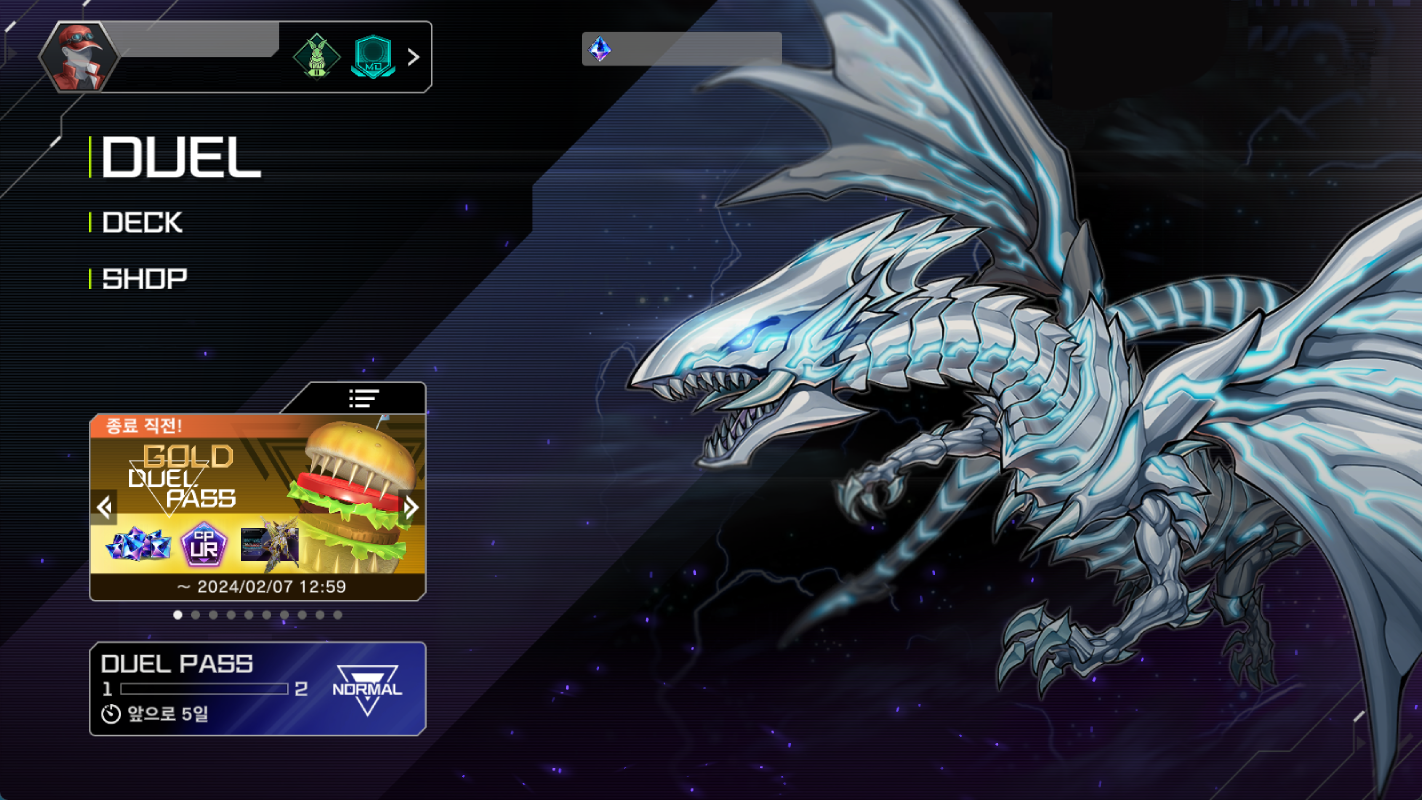 MD
DUEL
DECK
SHOP
종료 직전!
GOLD
DUEL
PASS
CP
UR
~ 2024/02/07 12:59
DUEL PASS
1 2
NORMAL
앞으로 5일